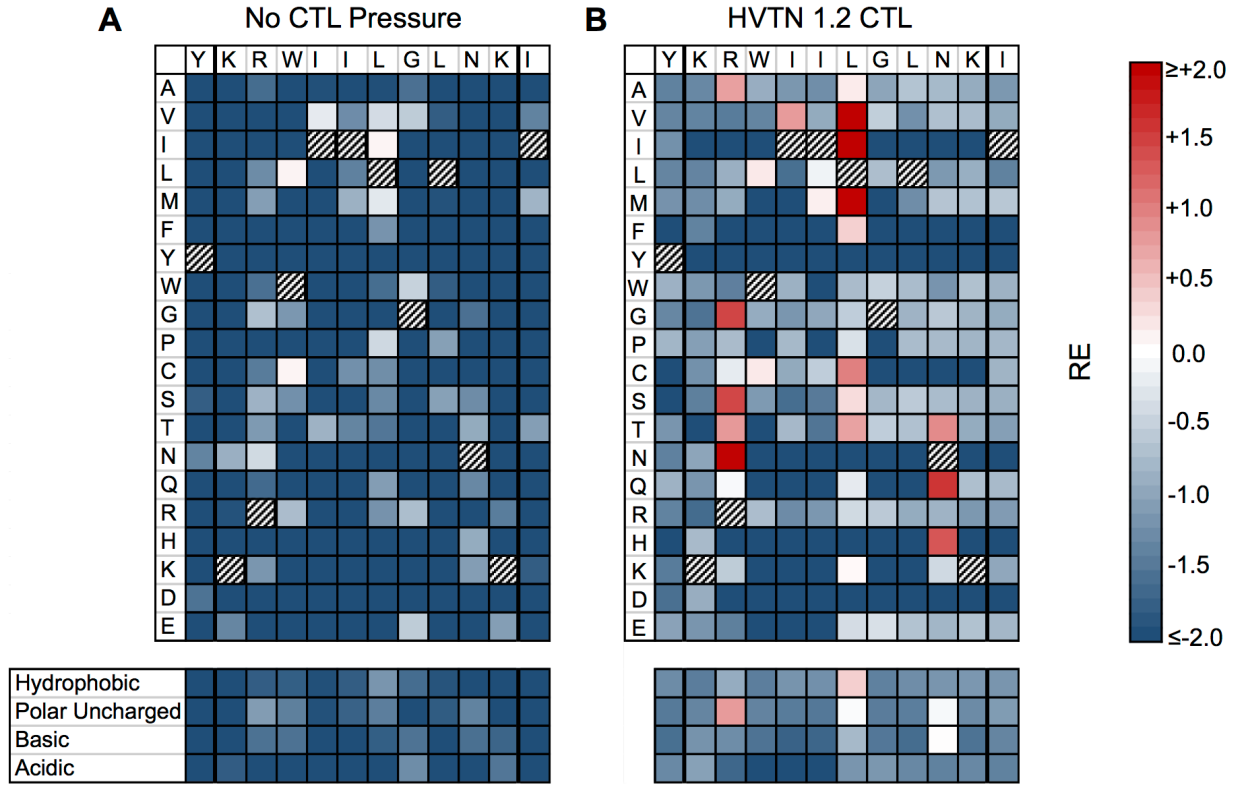 A No CTL Pressure B HVTN 1.2 CTL
Y K R W I I L G L N K I Y K R W I I L G L N K I
A A
V V
I I
L L
M M
F F
Y Y
W W
G G
P P
C C
S S
T T
N N
Q Q
R R
H H
K K
D D
E E
≥+2.0
+1.5
+1.0
+0.5
0.0
-0.5
-1.0
-1.5
≤-2.0
RE
Hydrophobic
Polar Uncharged
Basic
Acidic